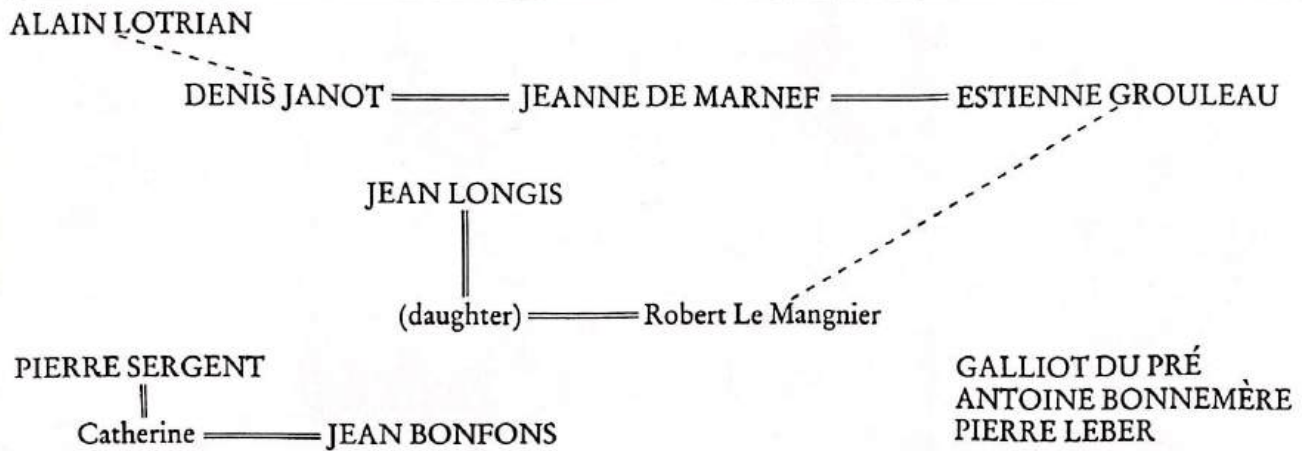 ALAIN LOTRIAN
DENIS JANOT JEANNE DE MARNEF ESTIENNE GROULEAU
JEAN LONGIS
(daughter) Robert Le Mangnier
PIERRE SERGENT
Catherine JEAN BONFONS
GALLIOT DU PRÉ
ANTOINE BONNEMÈRE
PIERRE LEBER